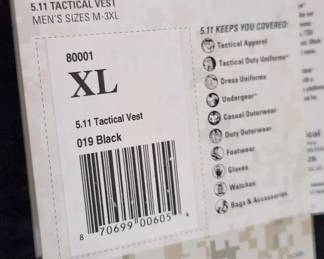 5.11 TACTICAL VEST
MEN'S SIZES M-3XL
80001
XL
5.11 Tactical Vest
019 Black
8 70699 00605 4
5.11 KEEPS YOU COVERED:
Tactical Apparel
Tactical Duty Uniforms
Dress Uniforms
Undergear
Casual Outerwear
Duty Outerwear
Footwear
Gloves
Watches
Bags & Accessories